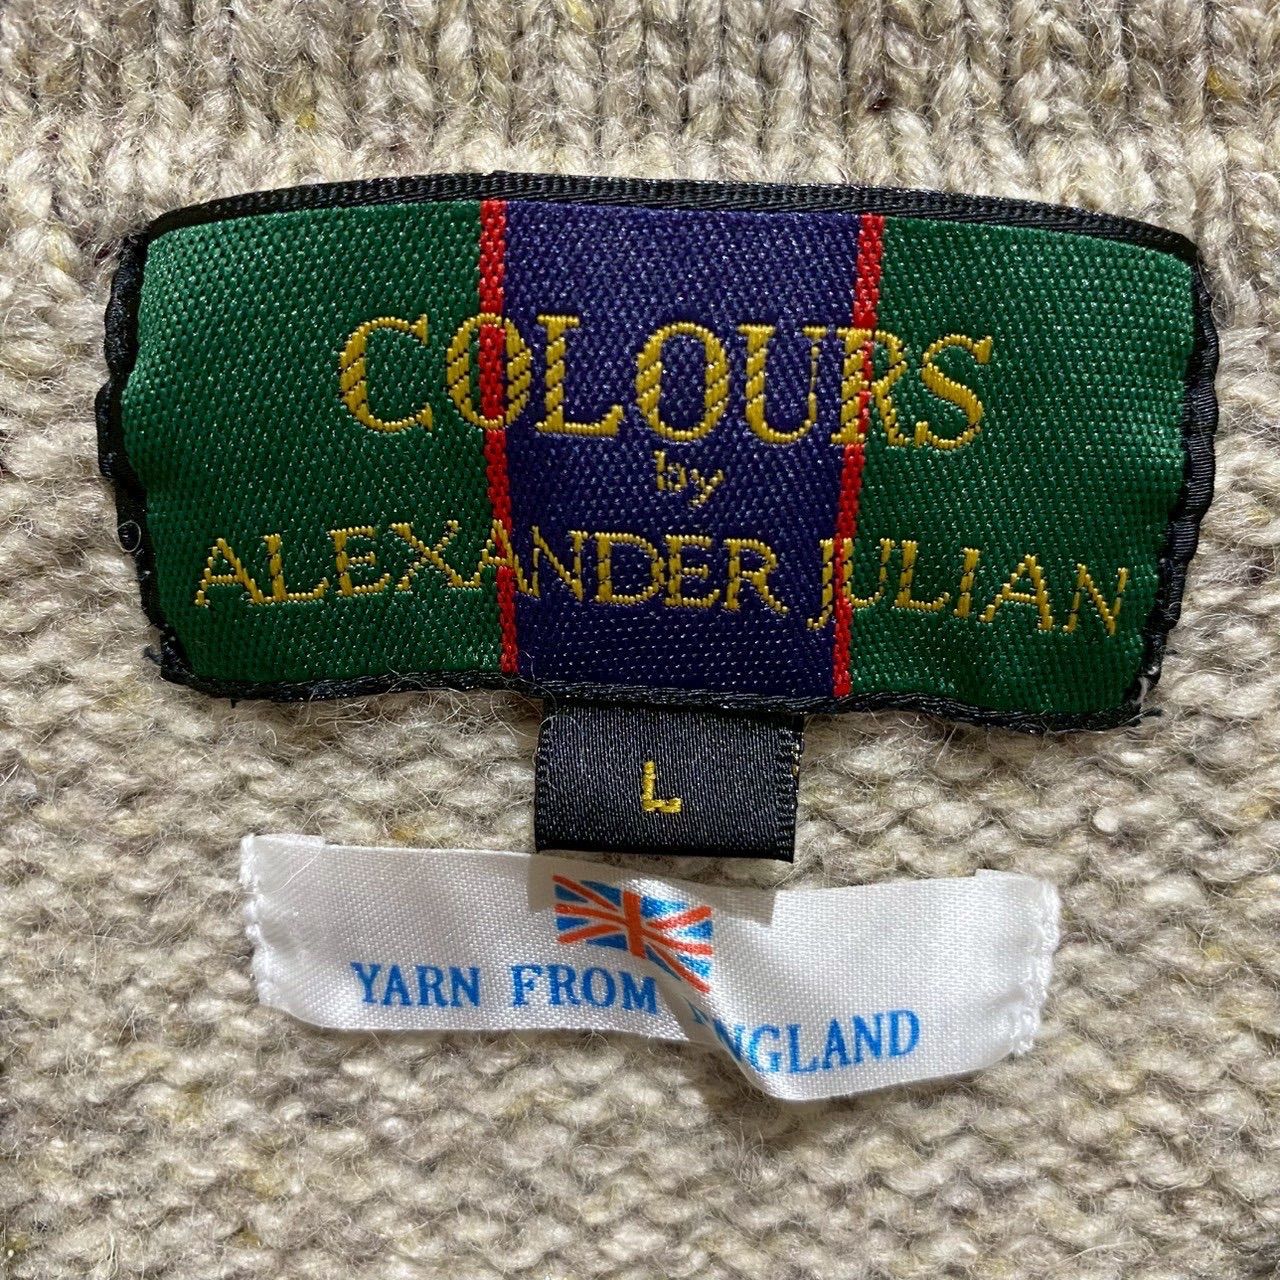 COLOURS
by
ALEXANDER JULIAN
L
YARN FROM ENGLAND